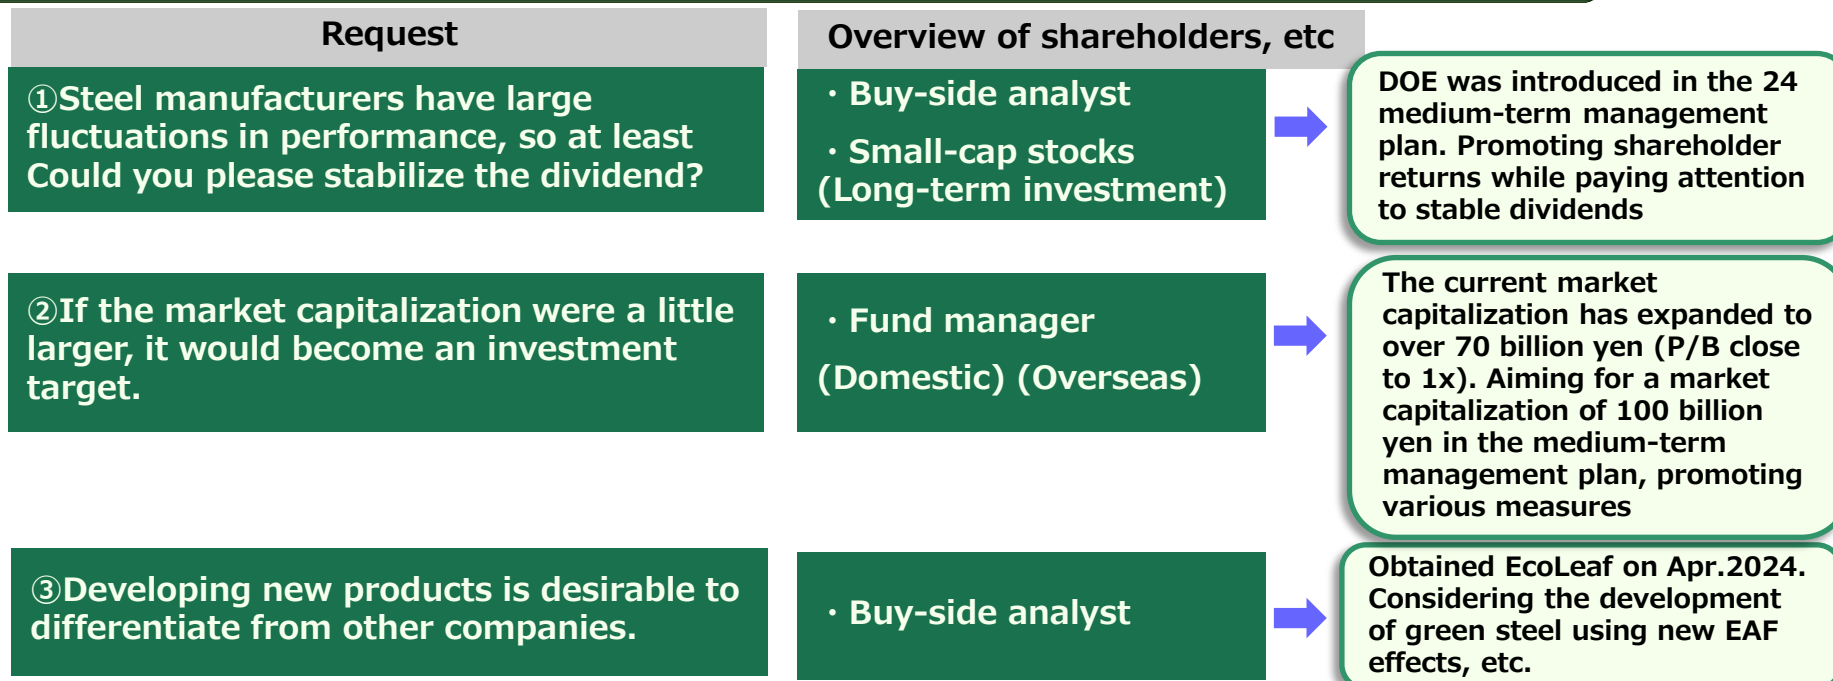 Request
Overview of shareholders, etc
①Steel manufacturers have large
fluctuations in performance, so at least
Could you please stabilize the dividend?
・Buy-side analyst
・Small-cap stocks
(Long-term investment)
DOE was introduced in the 24
medium-term management
plan. Promoting shareholder
returns while paying attention
to stable dividends
②If the market capitalization were a little
larger, it would become an investment
target.
・Fund manager
(Domestic) (Overseas)
The current market
capitalization has expanded to
over 70 billion yen (P/B close
to 1x). Aiming for a market
capitalization of 100 billion
yen in the medium-term
management plan, promoting
various measures
③Developing new products is desirable to
differentiate from other companies.
・Buy-side analyst
Obtained EcoLeaf on Apr.2024.
Considering the development
of green steel using new EAF
effects, etc.